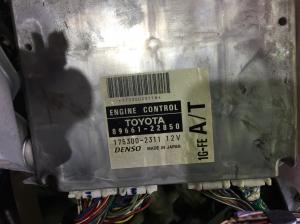 ENGINE CONTROL
TOYOTA
89661-22850
175300-2311 12V
DENSO MADE IN JAPAN
1G-FE A/T